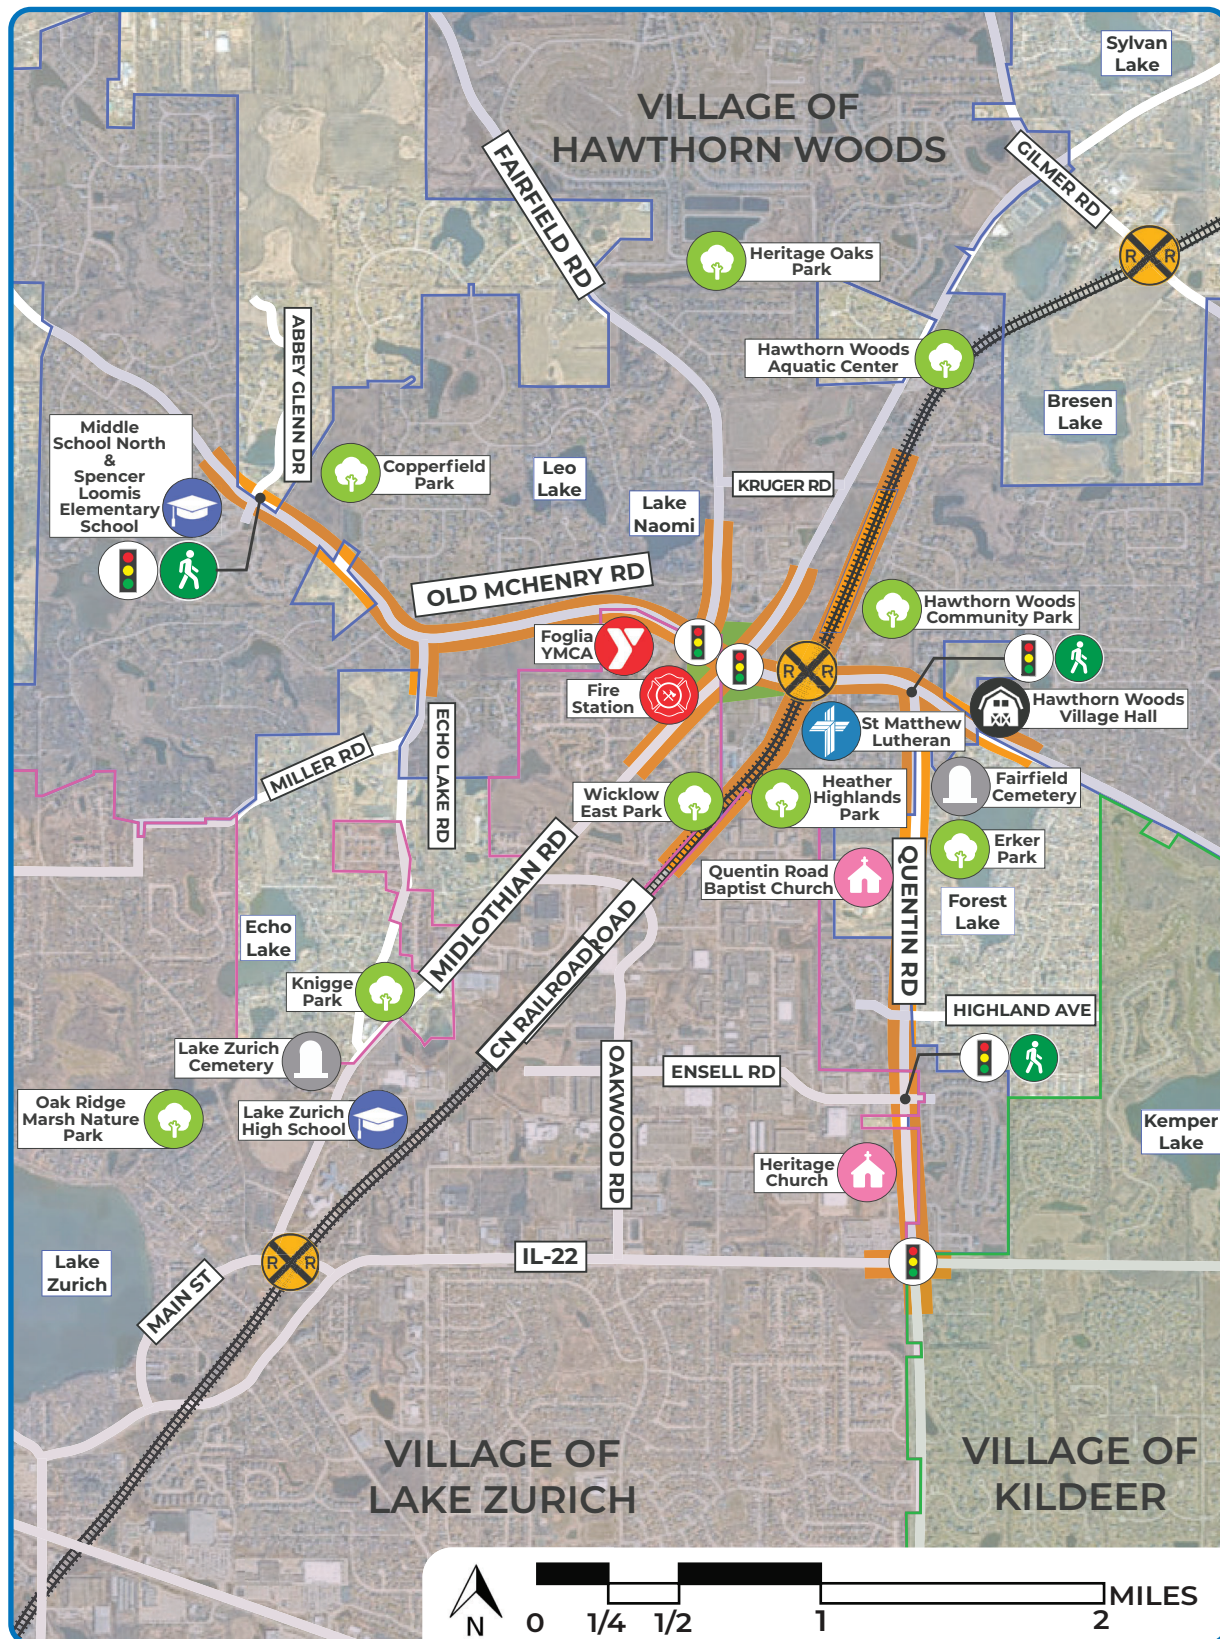 Sylvan
Lake
VILLAGE OF
HAWTHORN WOODS
GILMER RD
FAIRFIELD RD
R R
Heritage Oaks
Park
ABBEY GLENN DR
Hawthorn Woods
Aquatic Center
Bresen
Lake
Middle
School North
&
Spencer
Loomis
Elementary
School
Copperfield
Park
Leo
Lake
KRUGER RD
Lake
Naomi
OLD MCHENRY RD
Hawthorn Woods
Community Park
Foglia
YMCA
R R
Fire
Station
Hawthorn Woods
Village Hall
St Matthew
Lutheran
ECHO LAKE RD
MILLER RD
Wicklow
East Park
Heather
Highlands
Park
Fairfield
Cemetery
Erker
Park
Quentin Road
Baptist Church
QUENTIN RD
MIDLOTHIAN RD
Forest
Lake
Echo
Lake
CN RAILROAD
ROAD
Knigge
Park
HIGHLAND AVE
Lake Zurich
Cemetery
OAKWOOD RD
ENSELL RD
Oak Ridge
Marsh Nature
Park
Lake Zurich
High School
Kemper
Lake
Heritage
Church
R R
IL-22
Lake
Zurich
MAIN ST
VILLAGE OF
LAKE ZURICH
VILLAGE OF
KILDEER
N
MILES
0 1/4 1/2 1 2